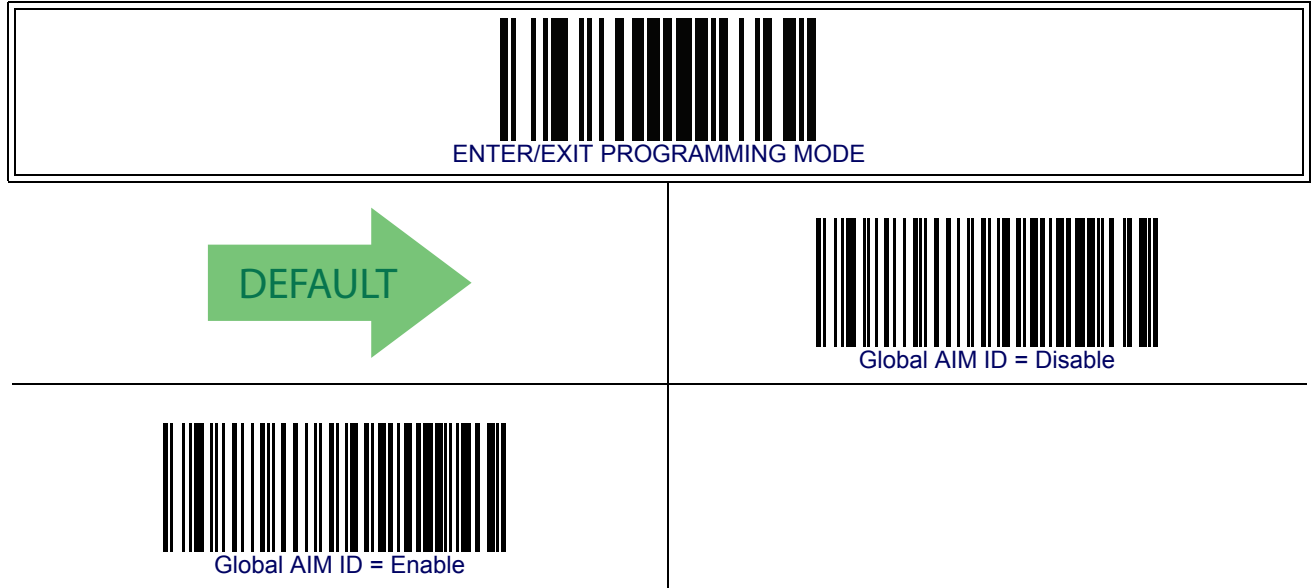 ENTER/EXIT PROGRAMMING MODE
DEFAULT
Global AIM ID = Disable
Global AIM ID = Enable